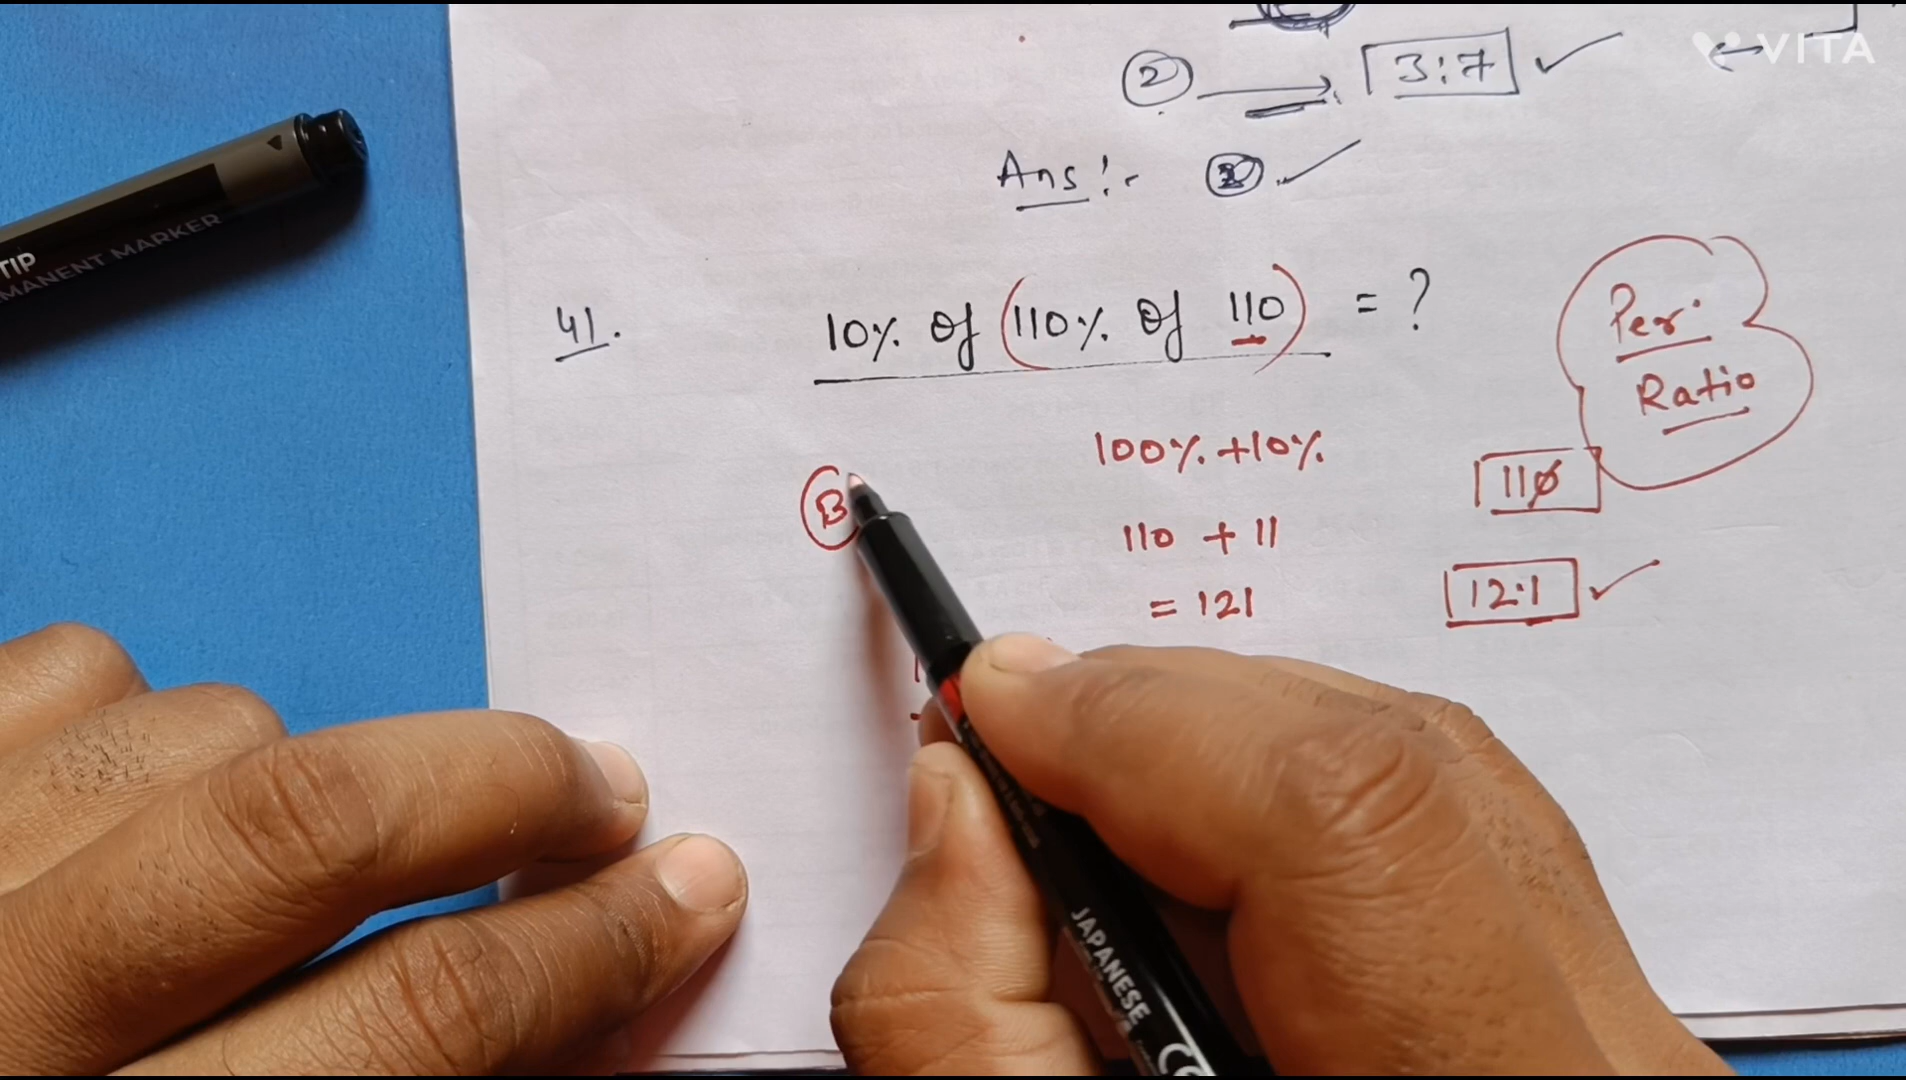 ② → 3:7 ✓
VITA
Ans:- ✓
TIP
MANENT MARKER
41. 10% of (110% of 110) = ?
Per.
Ratio
100% + 10%
110
B
110 + 11
= 121
12.1 ✓
JAPANESE